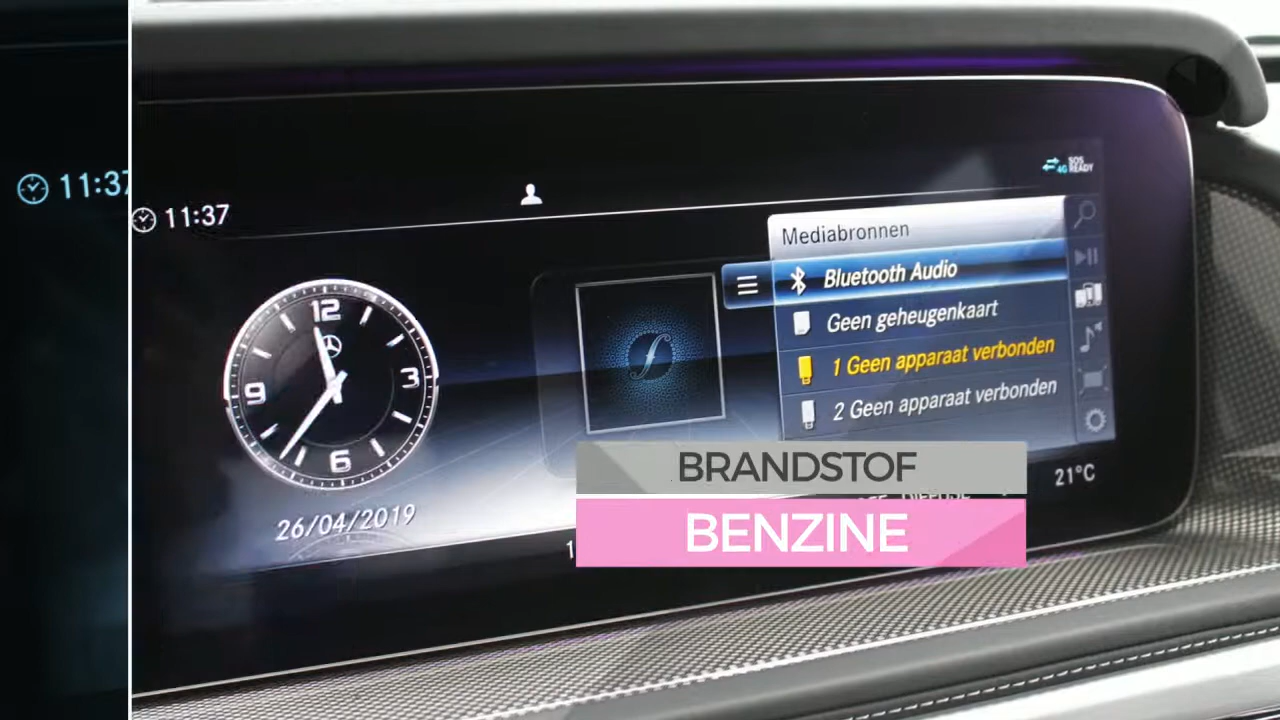 11:37
11:37
4G SOS
READY
Mediabronnen
Bluetooth Audio
Geen geheugenkaart
1 Geen apparaat verbonden
2 Geen apparaat verbonden
12
3
6
9
26/04/2019
21°C
BRANDSTOF
BENZINE